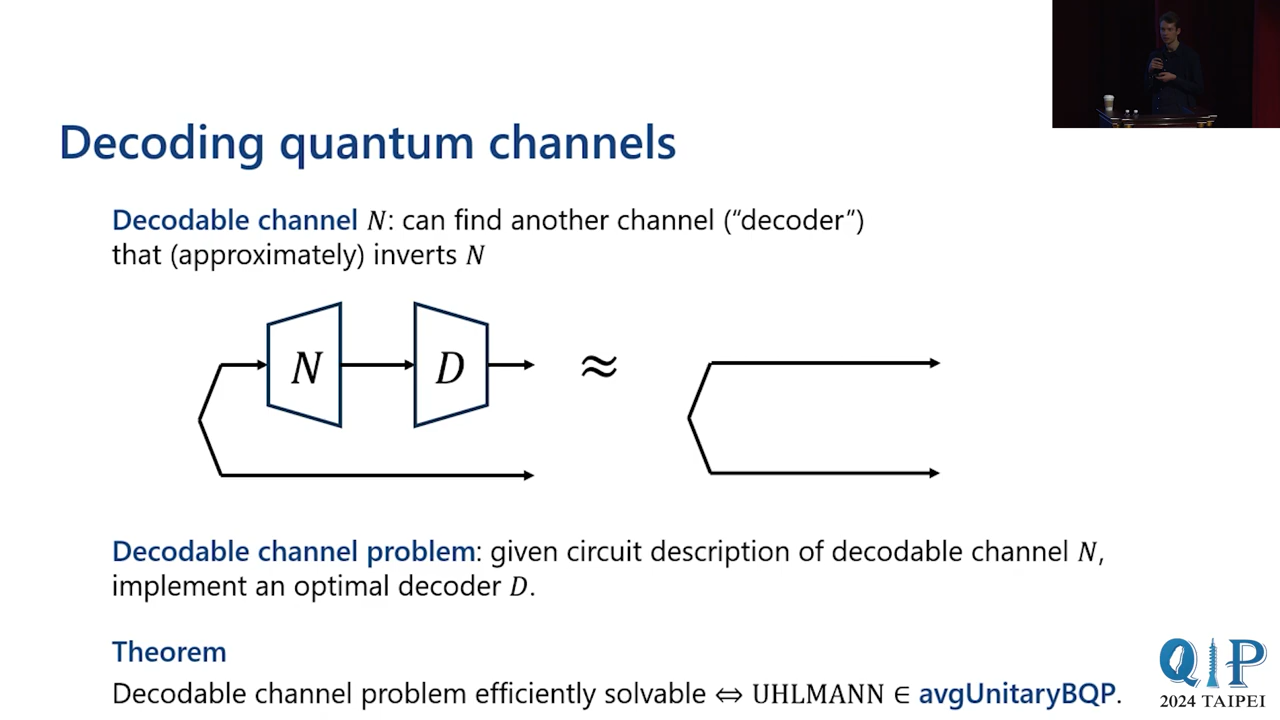 Decoding quantum channels
Decodable channel N: can find another channel (“decoder”)
that (approximately) inverts N
N
D
≈
Decodable channel problem: given circuit description of decodable channel N,
implement an optimal decoder D.
Theorem
Decodable channel problem efficiently solvable ⇔ UHLMANN ∈ avgUnitaryBQP.
QIP
2024 TAIPEI